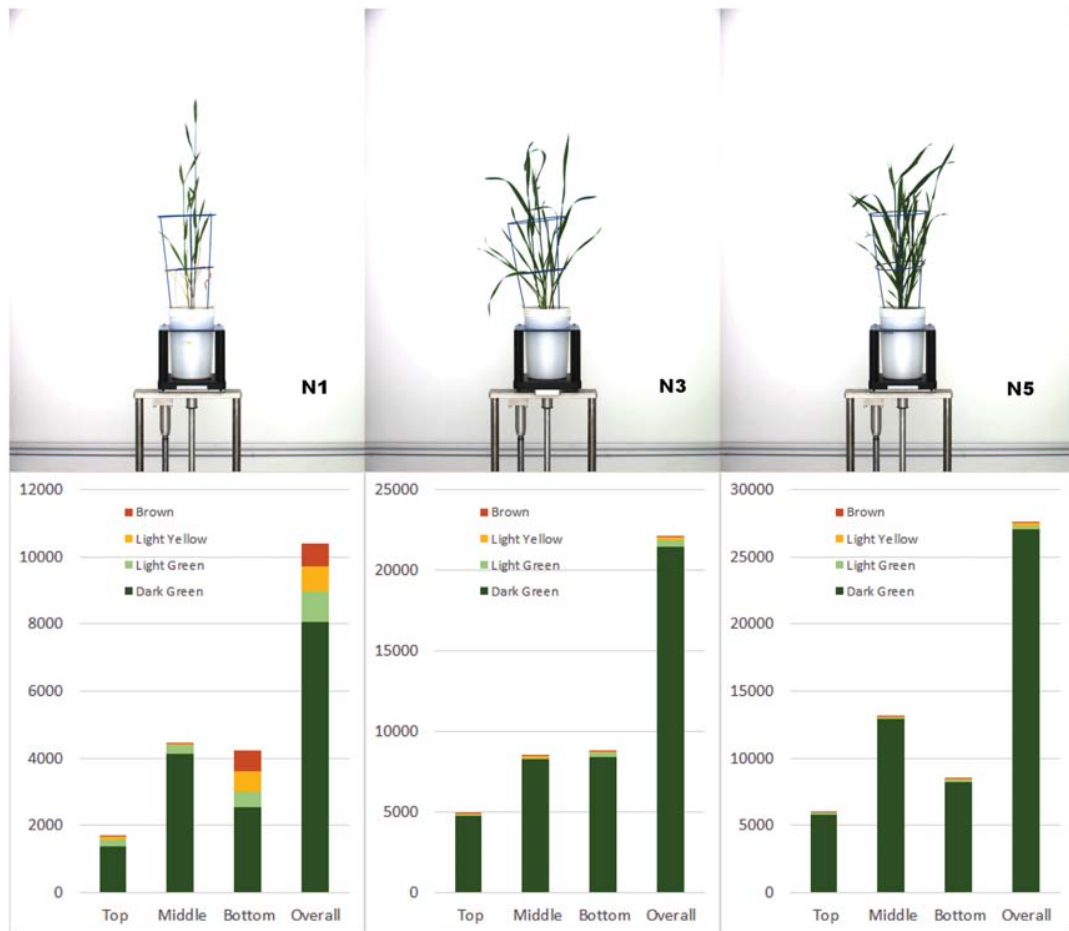 N1
N3
N5
12000
10000
8000
6000
4000
2000
0
Brown
Light Yellow
Light Green
Dark Green
Top Middle Bottom Overall
25000
20000
15000
10000
5000
0
Brown
Light Yellow
Light Green
Dark Green
Top Middle Bottom Overall
30000
25000
20000
15000
10000
5000
0
Brown
Light Yellow
Light Green
Dark Green
Top Middle Bottom Overall